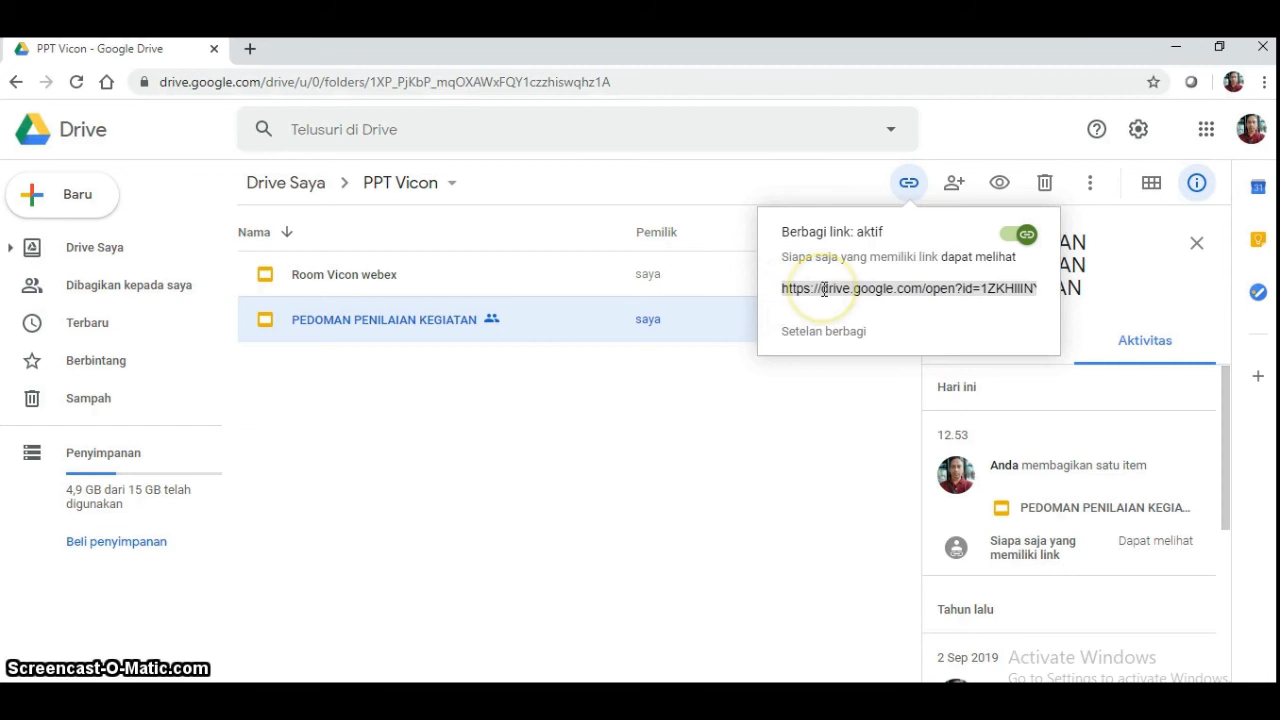 PPT Vicon - Google Drive
drive.google.com/drive/u/0/folders/1XP_PjKbP_mqOXAWxFQY1czzhiswqhz1A
Drive
Telusuri di Drive
Baru
Drive Saya
PPT Vicon
Drive Saya
Dibagikan kepada saya
Terbaru
Berbintang
Sampah
Penyimpanan
4,9 GB dari 15 GB telah
digunakan
Beli penyimpanan
Nama
Pemilik
Room Vicon webex
saya
PEDOMAN PENILAIAN KEGIATAN
saya
Berbagi link: aktif
Siapa saja yang memiliki link dapat melihat
https://drive.google.com/open?id=1ZKHIlIN
Setelan berbagi
AN
AN
AN
Aktivitas
Hari ini
12.53
Anda membagikan satu item
PEDOMAN PENILAIAN KEGIA...
Siapa saja yang
memiliki link
Dapat melihat
Tahun lalu
2 Sep 2019
Activate Windows
Go to Settings to activate Windows
Screencast-O-Matic.com
31